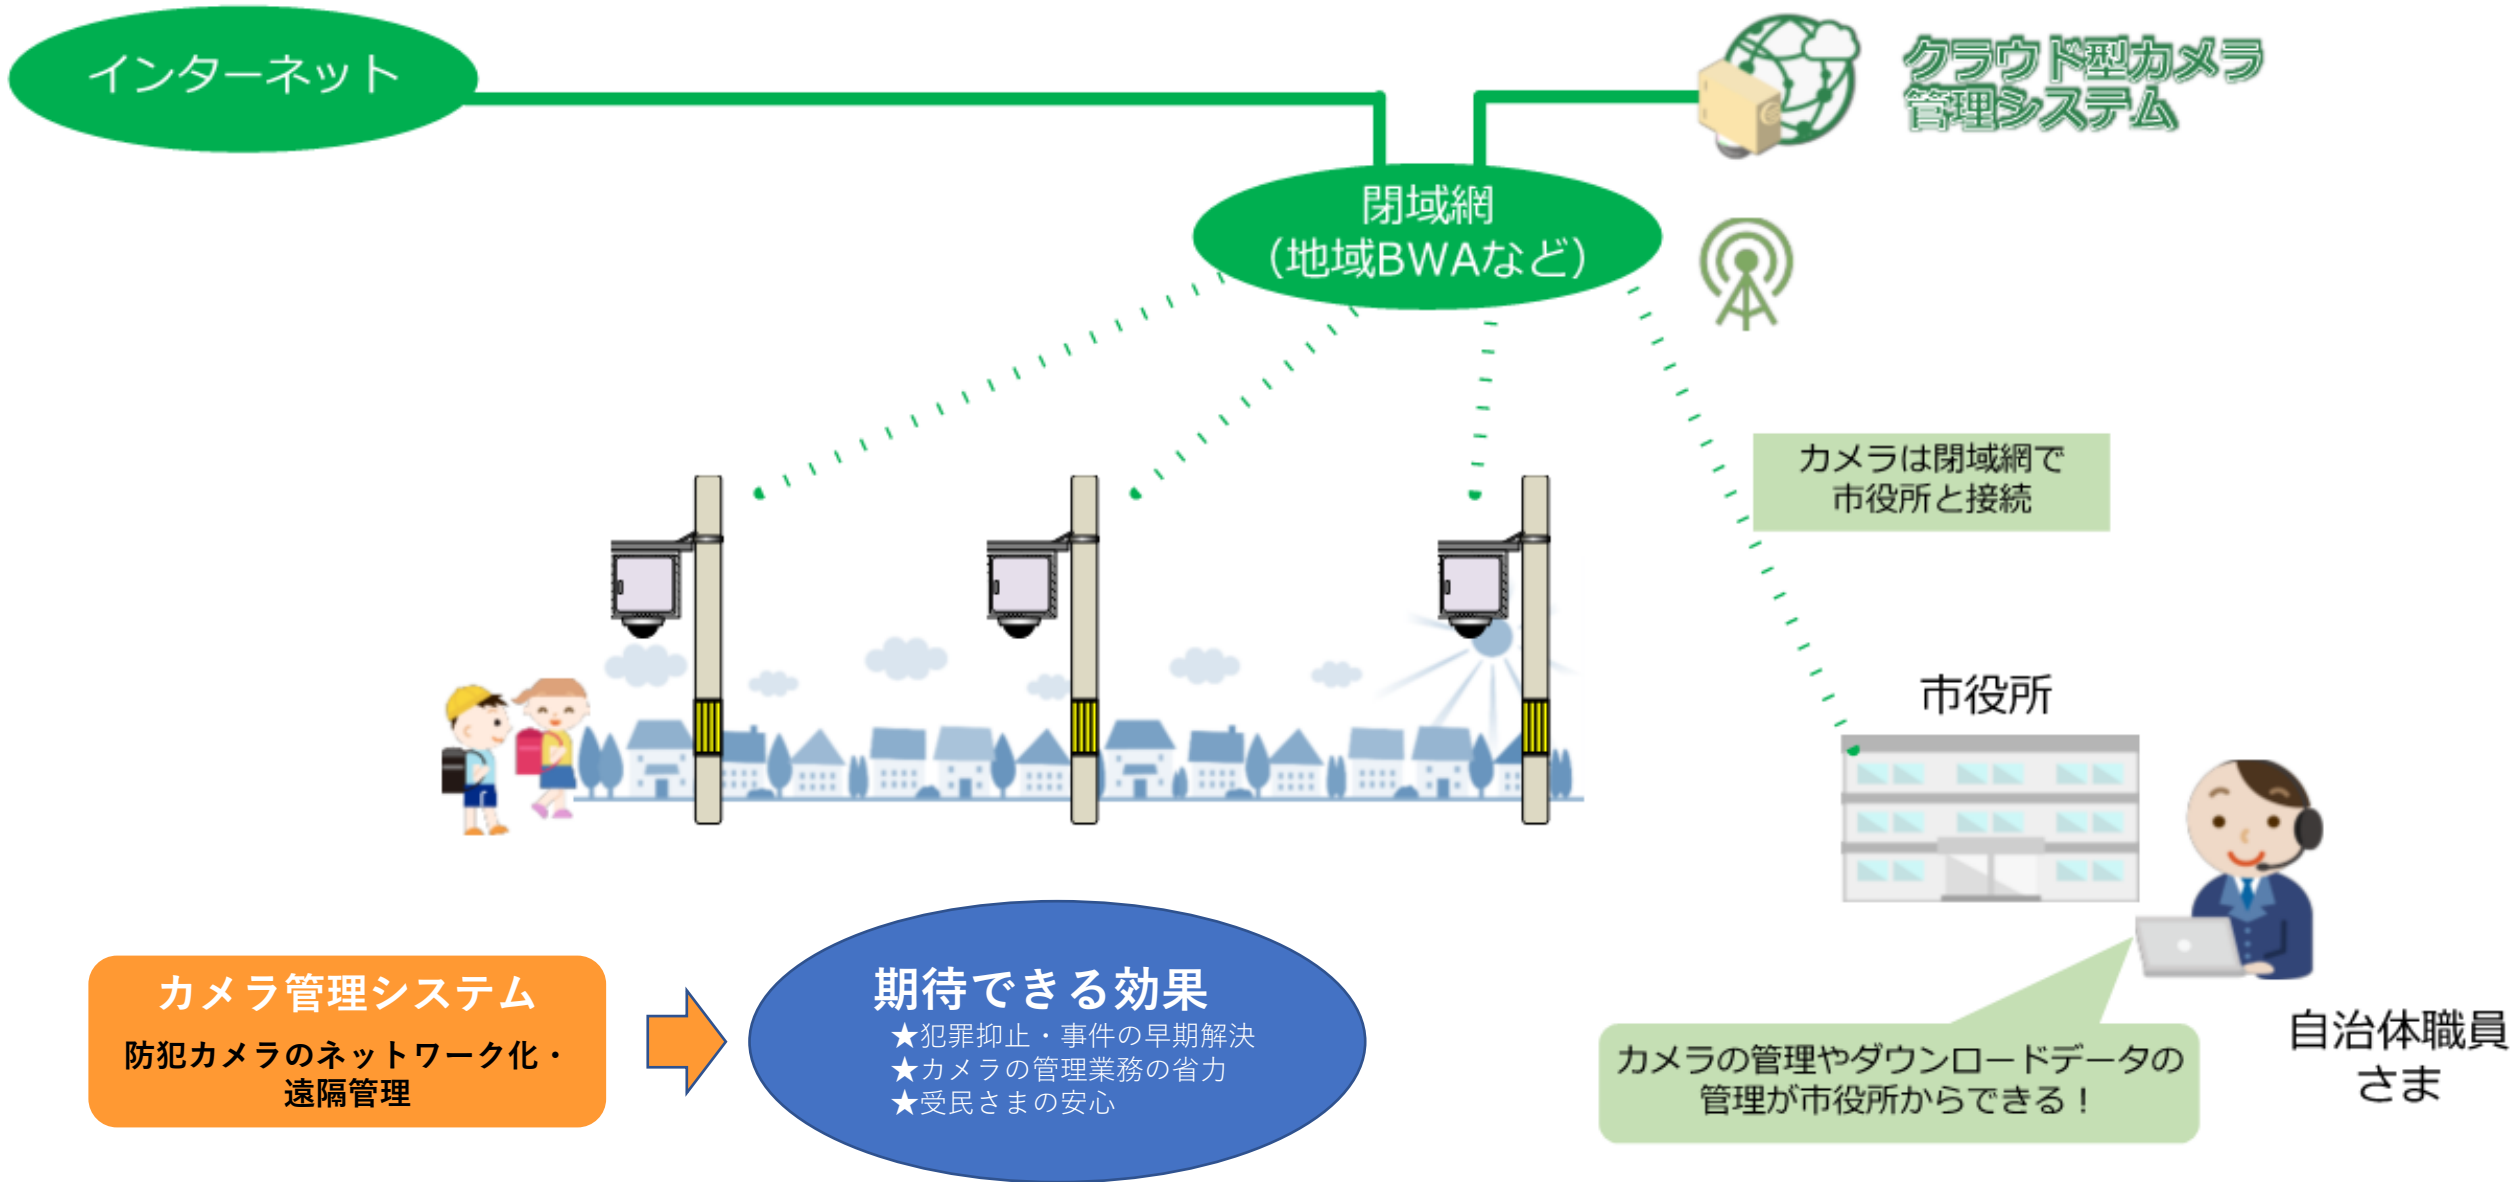 インターネット
クラウド型カメラ
管理システム
閉域網
（地域BWAなど）
カメラは閉域網で
市役所と接続
市役所
カメラ管理システム
防犯カメラのネットワーク化・
遠隔管理
期待できる効果
★犯罪抑止・事件の早期解決
★カメラの管理業務の省力
★受民さまの安心
カメラの管理やダウンロードデータの
管理が市役所からできる！
自治体職員
さま